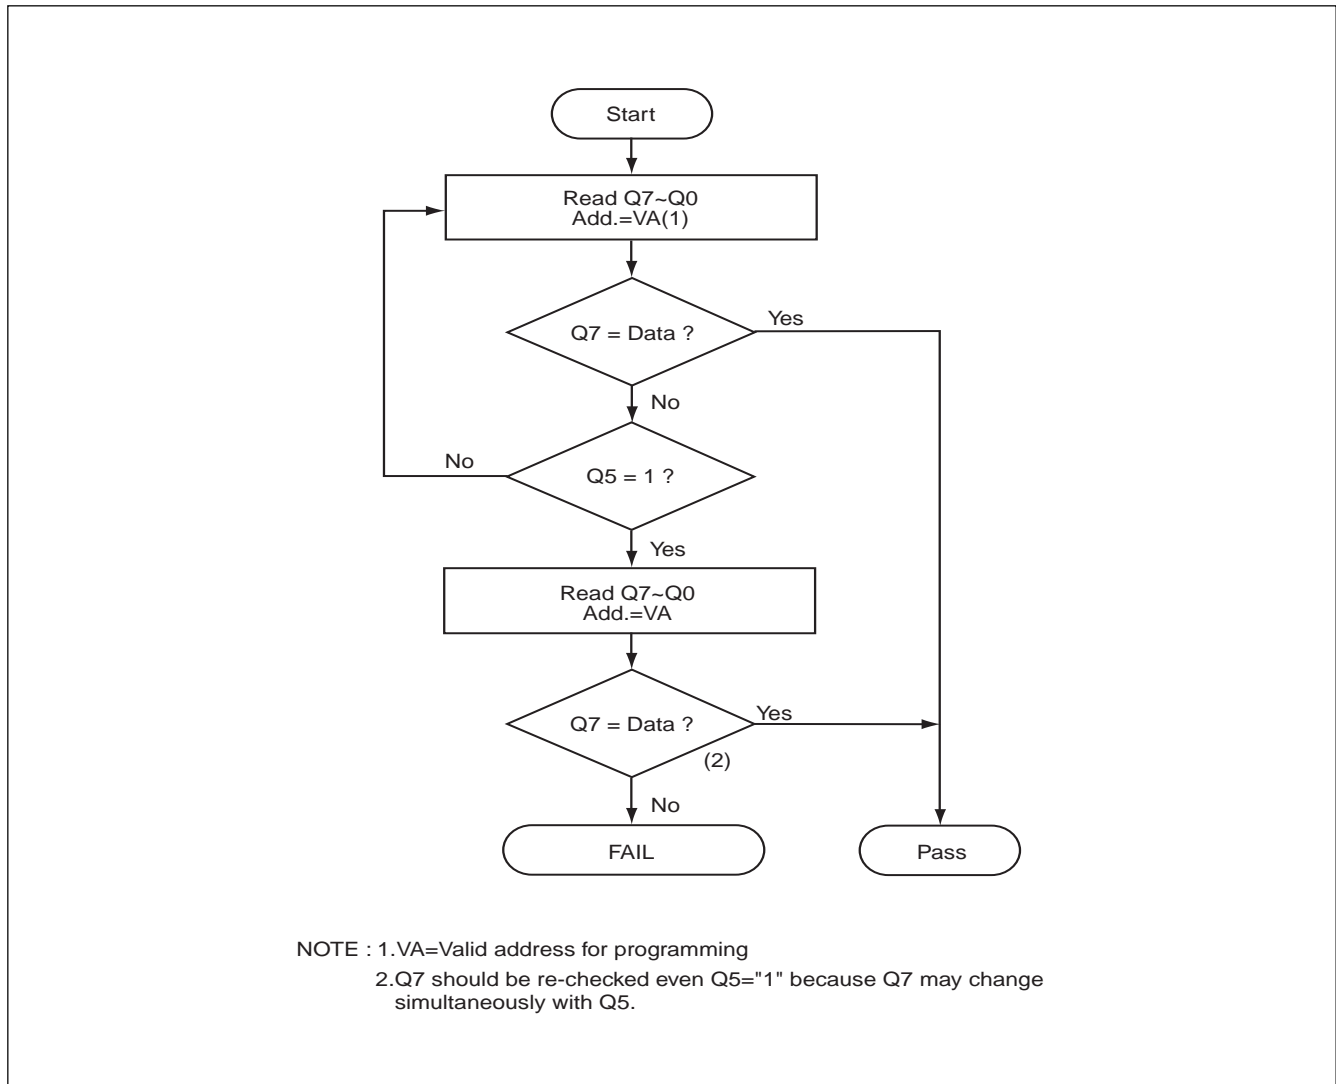 Start
Read Q7~Q0
Add.=VA(1)
Q7 = Data ?
Yes
No
Q5 = 1 ?
No
Yes
Read Q7~Q0
Add.=VA
Q7 = Data ?
Yes
(2)
No
FAIL
Pass
NOTE : 1.VA=Valid address for programming
2.Q7 should be re-checked even Q5="1" because Q7 may change
simultaneously with Q5.